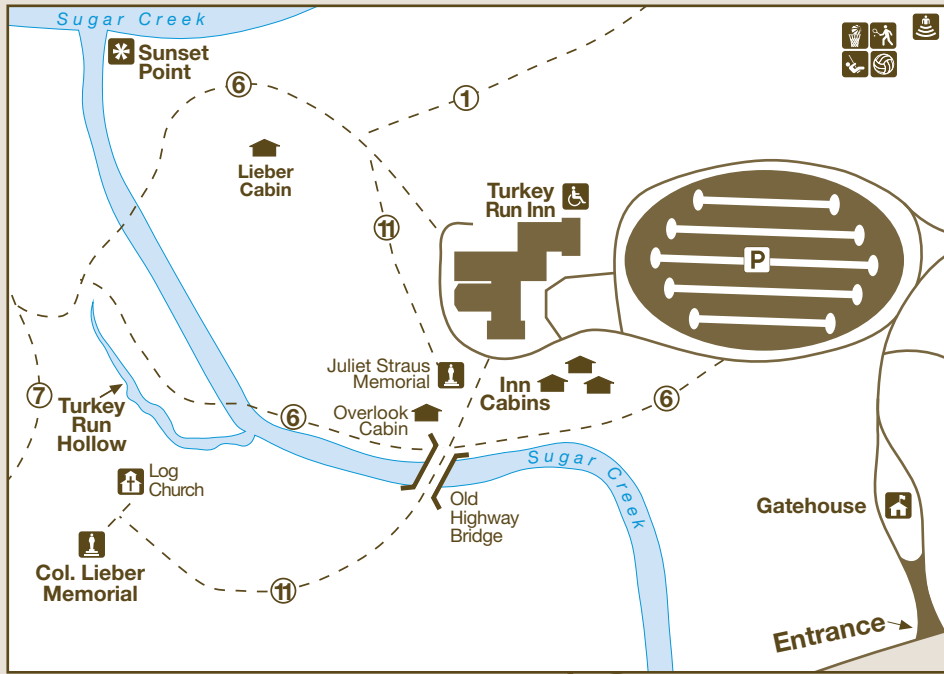 Sugar Creek
Sunset
Point
6
1
Lieber
Cabin
Turkey
Run Inn
11
P
Juliet Straus
Memorial
Inn
Cabins
7
Turkey
Run
Hollow
6
Overlook
Cabin
6
Sugar Creek
Log
Church
Old
Highway
Bridge
Gatehouse
Col. Lieber
Memorial
11
Entrance